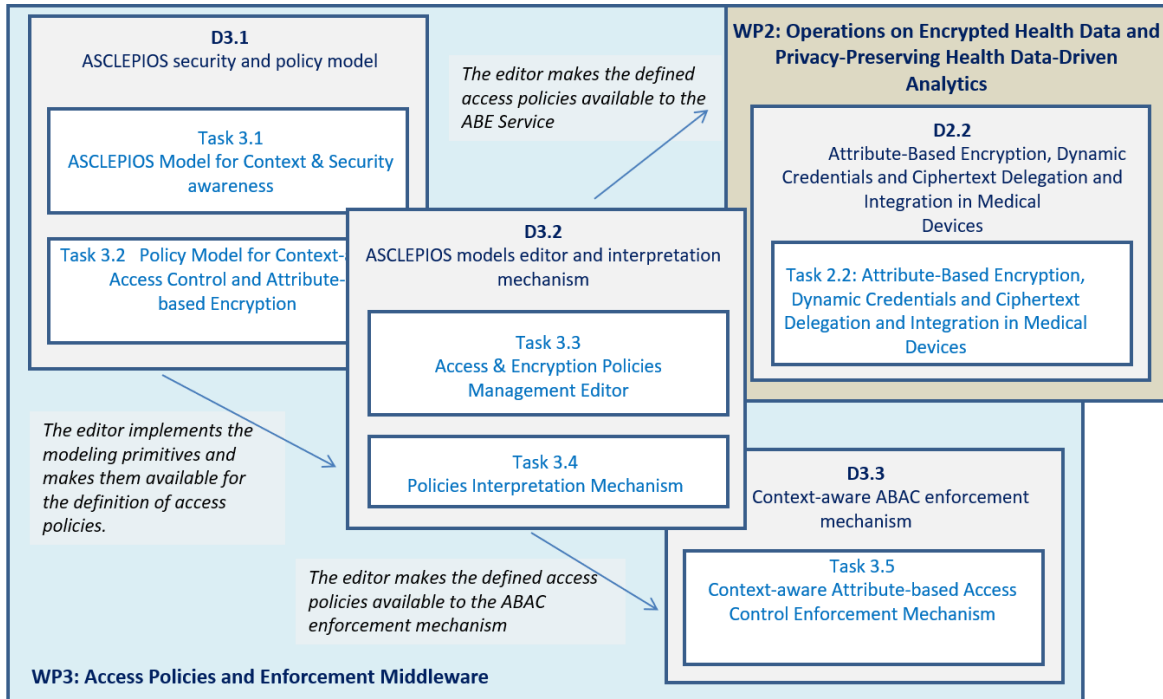 D3.1
ASCLEPIOS security and policy model
Task 3.1
ASCLEPIOS Model for Context & Security
awareness
Task 3.2 Policy Model for Context-
Access Control and Attribute-
based Encryption
The editor makes the defined
access policies available to the
ABE Service
WP2: Operations on Encrypted Health Data and
Privacy-Preserving Health Data-Driven
Analytics
D2.2
Attribute-Based Encryption, Dynamic
Credentials and Ciphertext Delegation and
Integration in Medical
Devices
Task 2.2: Attribute-Based Encryption,
Dynamic Credentials and Ciphertext
Delegation and Integration in Medical
Devices
D3.2
ASCLEPIOS models editor and interpretation
mechanism
Task 3.3
Access & Encryption Policies
Management Editor
Task 3.4
Policies Interpretation Mechanism
The editor implements the
modeling primitives and
makes them available for
the definition of access
policies.
D3.3
Context-aware ABAC enforcement
mechanism
Task 3.5
Context-aware Attribute-based Access
Control Enforcement Mechanism
The editor makes the defined access
policies available to the ABAC
enforcement mechanism
WP3: Access Policies and Enforcement Middleware